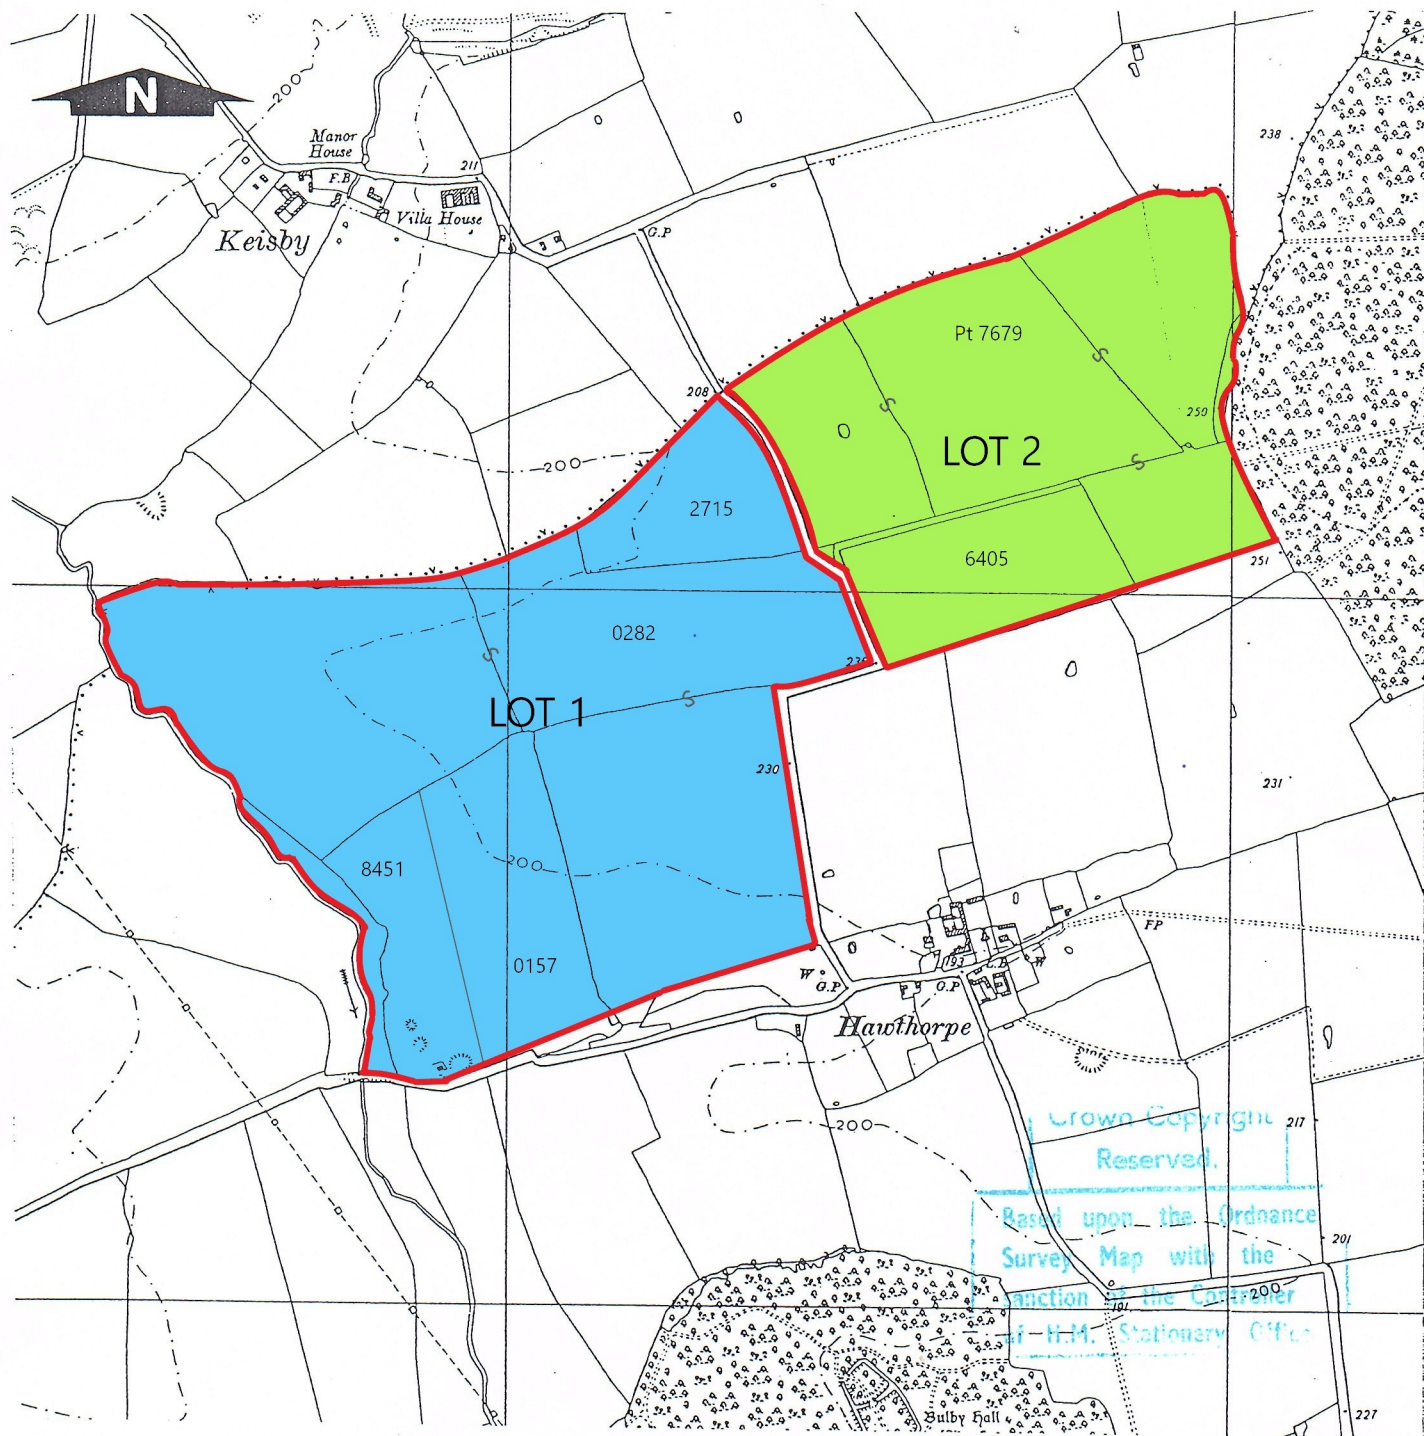 N
200
Manor
House
F.B
211
Villa House
Keisby
G.P
238
Pt 7679
208
250
LOT 2
200
2715
6405
251
0282
LOT 1
230
231
8451
200
0157
FP
193
W
W
G.P
G.P
Hawthorpe
200
217
Crown Copyright
Reserved.
Based upon the Ordnance
Survey Map with the
sanction of the Controller
of H.M. Stationery Office
201
200
191
Bulby Hall
227